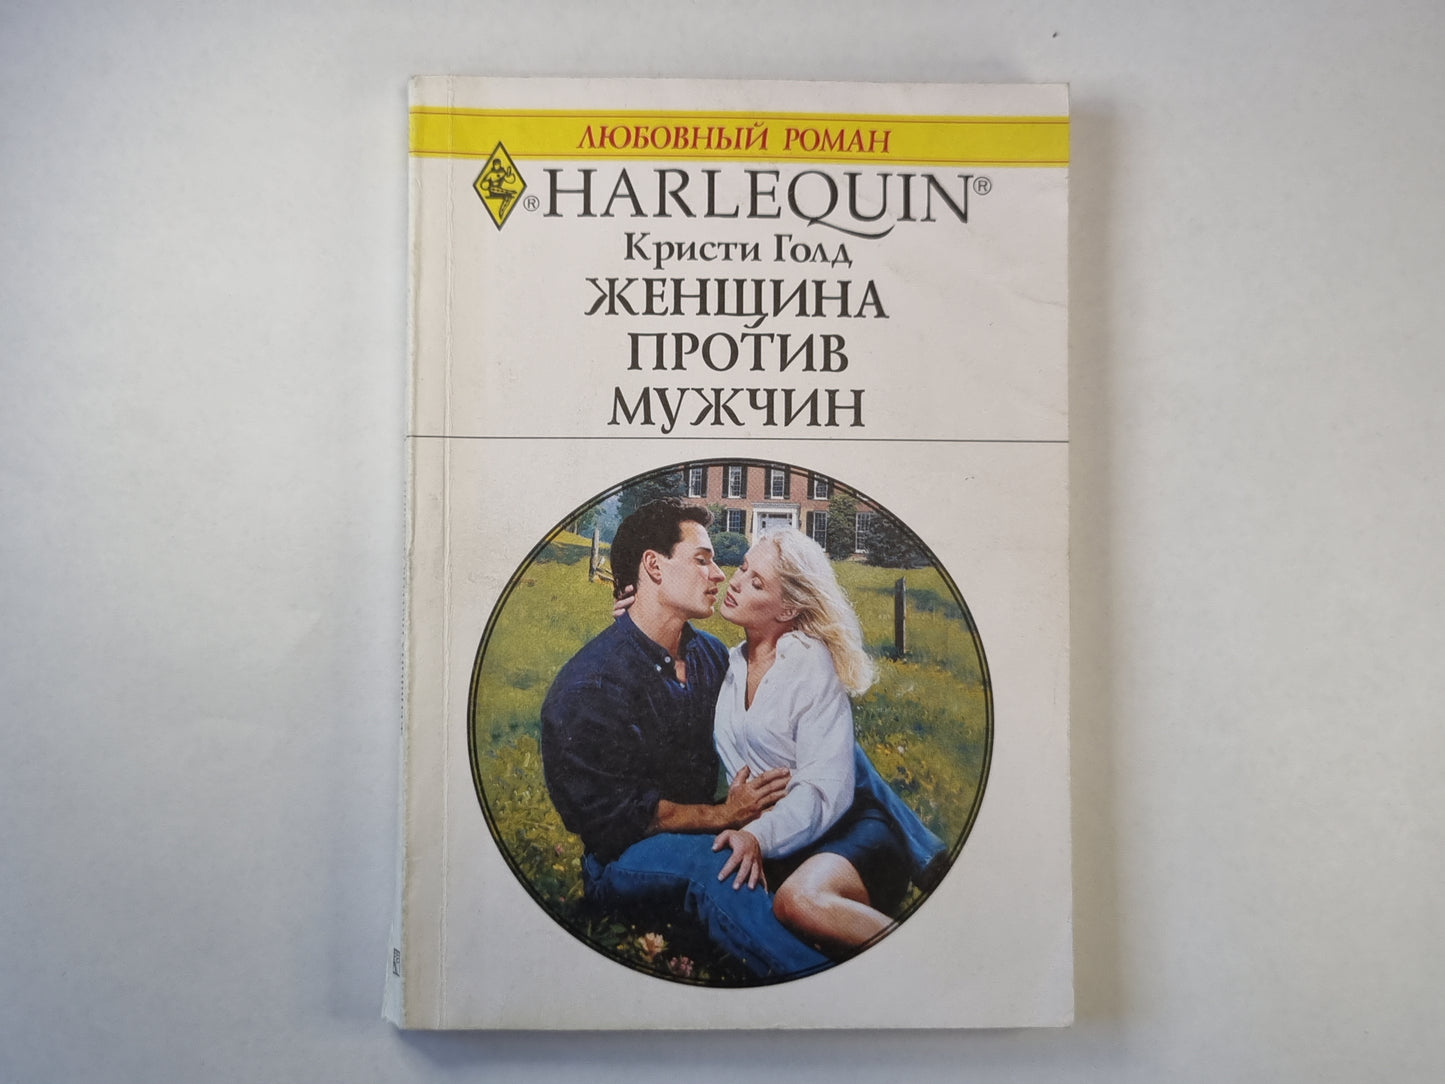 ЛЮБОВНЫЙ РОМАН
® HARLEQUIN®
Кристи Голд
ЖЕНЩИНА
ПРОТИВ
МУЖЧИН